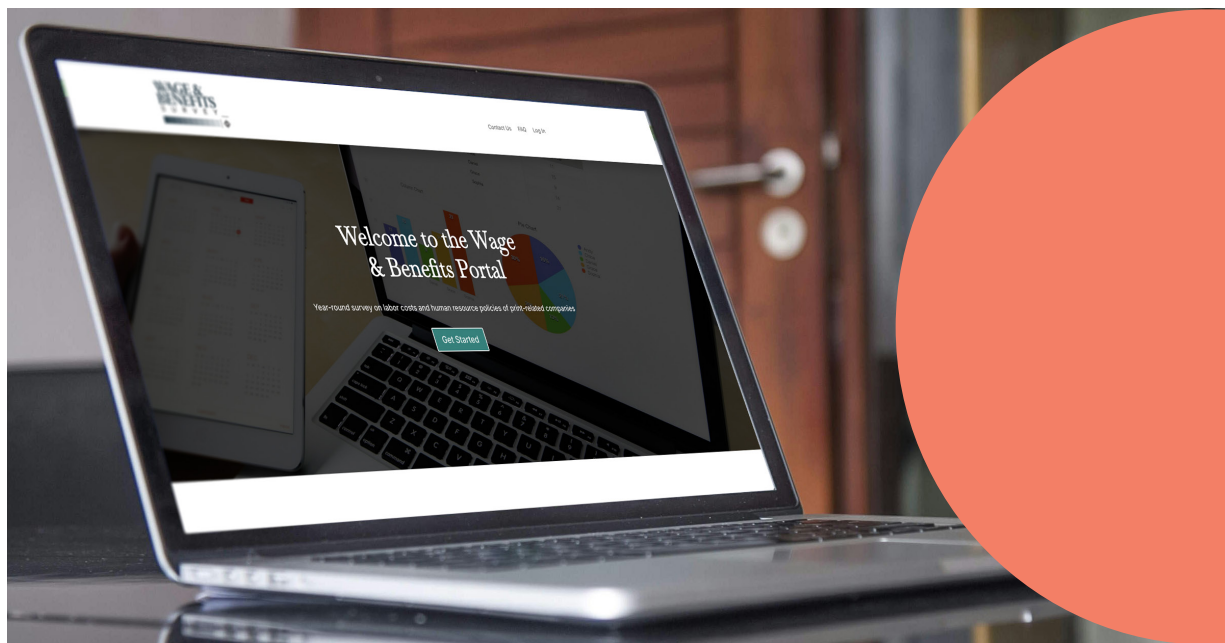 WAGE &
BENEFITS
SURVEY
Contact Us FAQ Log In
Welcome to the Wage
& Benefits Portal
Year-round survey on labor costs and human resource policies of print-related companies
Get Started